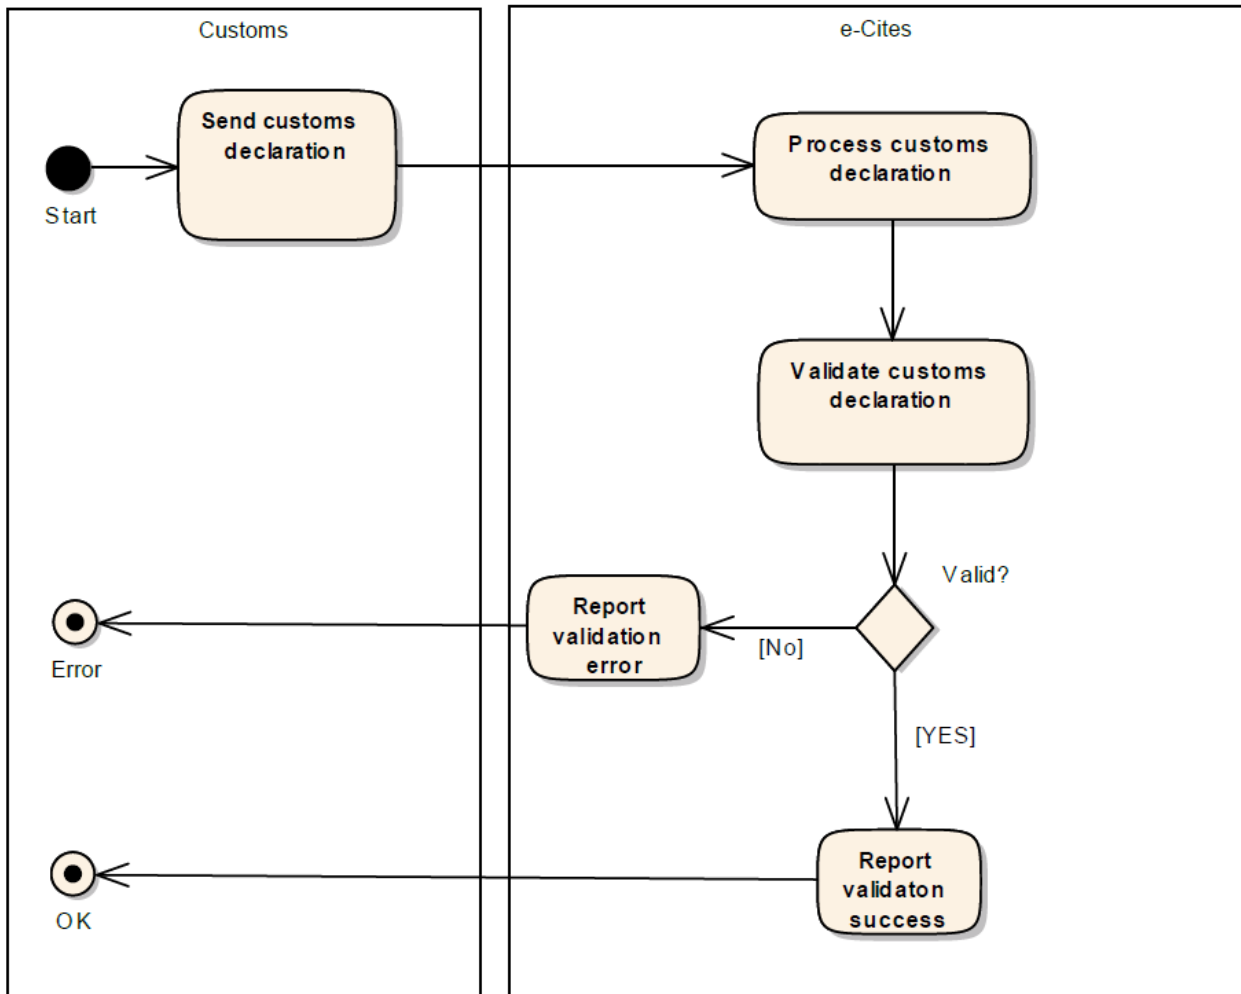 Customs
e-Cites
Send customs
declaration
Process customs
declaration
Start
Validate customs
declaration
Valid?
Report
validation
error
[No]
Error
[YES]
Report
validaton
success
OK